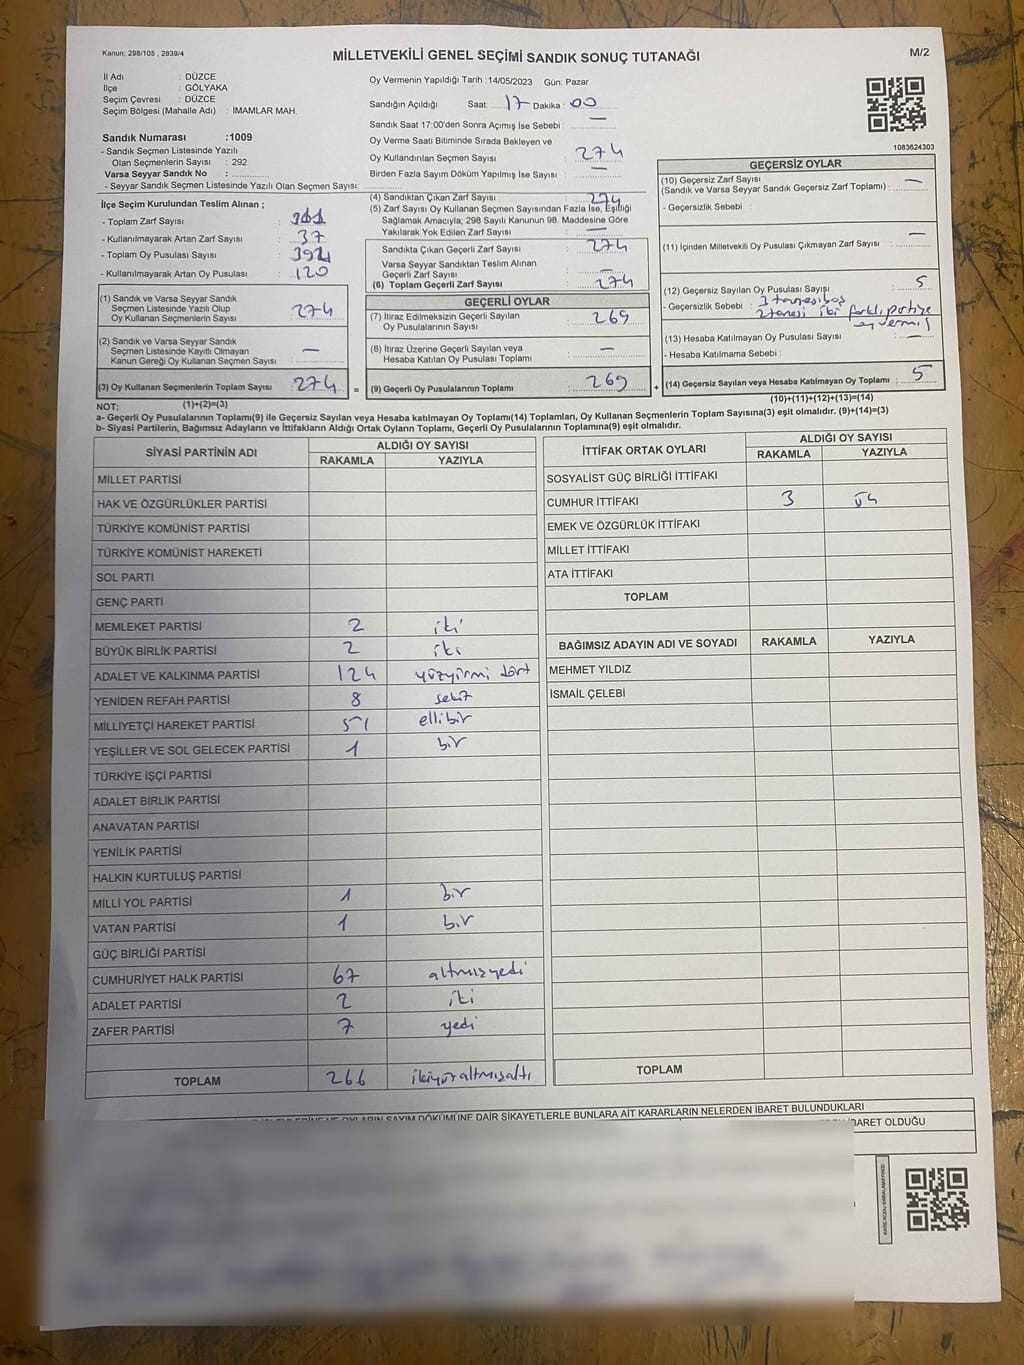 Kanun: 298/105 , 2839/4
MİLLETVEKİLİ GENEL SEÇİMİ SANDIK SONUÇ TUTANAĞI
M/2
İl Adı : DÜZCE
İlçe : GÖLYAKA
Seçim Çevresi : DÜZCE
Seçim Bölgesi (Mahalle Adı) : İMAMLAR MAH.
Sandık Numarası :1009
- Sandık Seçmen Listesinde Yazılı
Olan Seçmenlerin Sayısı : 292
Varsa Seyyar Sandık No :
- Seyyar Sandık Seçmen Listesinde Yazılı Olan Seçmen Sayısı:
Oy Vermenin Yapıldığı Tarih :14/05/2023 Gün: Pazar
Sandığın Açıldığı Saat: 17 Dakika : 00
Sandık Saat 17:00'den Sonra Açmış İse Sebebi : —
Oy Verme Saati Bitiminde Sırada Bekleyen ve
Oy Kullandırılan Seçmen Sayısı : 274
Birden Fazla Sayım Döküm Yapılmış İse Sayısı : —
1083624303
İlçe Seçim Kurulundan Teslim Alınan ;
- Toplam Zarf Sayısı :
- Kullanılmayarak Artan Zarf Sayısı : 37
- Toplam Oy Pusulası Sayısı :
- Kullanılmayarak Artan Oy Pusulası : 120
(1) Sandık ve Varsa Seyyar Sandık
Seçmen Listesinde Yazılı Olup
Oy Kullanan Seçmenlerin Sayısı : 274
(2) Sandık ve Varsa Seyyar Sandık
Seçmen Listesinde Kayıtlı Olmayan
Kanun Gereği Oy Kullanan Seçmen Sayısı : —
(3) Oy Kullanan Seçmenlerin Toplam Sayısı : 274 =
(1)+(2)=(3)
(4) Sandıktan Çıkan Zarf Sayısı : 274
(5) Zarf Sayısı Oy Kullanan Seçmen Sayısından Fazla İse, Eşitliği
Sağlamak Amacıyla; 298 Sayılı Kanunun 98. Maddesine Göre
Yakılarak Yok Edilen Zarf Sayısı : —
Sandıkta Çıkan Geçerli Zarf Sayısı : 274
Varsa Seyyar Sandıktan Teslim Alınan
Geçerli Zarf Sayısı : —
(6) Toplam Geçerli Zarf Sayısı : 274
GEÇERLİ OYLAR
(7) İtiraz Edilmeksizin Geçerli Sayılan
Oy Pusulalarının Sayısı : 269
(8) İtiraz Üzerine Geçerli Sayılan veya
Hesaba Katılan Oy Pusulası Toplamı : —
(9) Geçerli Oy Pusulalarının Toplamı : 269 +
GEÇERSİZ OYLAR
(10) Geçersiz Zarf Sayısı
(Sandık ve Varsa Seyyar Sandık Geçersiz Zarf Toplamı) : —
- Geçersizlik Sebebi :
(11) İçinden Milletvekili Oy Pusulası Çıkmayan Zarf Sayısı : —
(12) Geçersiz Sayılan Oy Pusulası Sayısı : 5
- Geçersizlik Sebebi : 3 tanesi boş
2 tanesi iki farklı partiye
oy vermiş
(13) Hesaba Katılmayan Oy Pusulası Sayısı : —
- Hesaba Katılmama Sebebi :
(14) Geçersiz Sayılan veya Hesaba Katılmayan Oy Toplamı : 5
(10)+(11)+(12)+(13)=(14)
NOT:
a- Geçerli Oy Pusulalarının Toplamı(9) ile Geçersiz Sayılan veya Hesaba katılmayan Oy Toplamı(14) Toplamları, Oy Kullanan Seçmenlerin Toplam Sayısına(3) eşit olmalıdır. (9)+(14)=(3)
b- Siyasi Partilerin, Bağımsız Adayların ve İttifakların Aldığı Ortak Oyların Toplamı, Geçerli Oy Pusulalarının Toplamına(9) eşit olmalıdır.
SİYASİ PARTİNİN ADI ALDIĞI OY SAYISI
RAKAMLA YAZIYLA
MİLLET PARTİSİ
HAK VE ÖZGÜRLÜKLER PARTİSİ
TÜRKİYE KOMÜNİST PARTİSİ
TÜRKİYE KOMÜNİST HAREKETİ
SOL PARTİ
GENÇ PARTİ
MEMLEKET PARTİSİ 2 iki
BÜYÜK BİRLİK PARTİSİ 2 iki
ADALET VE KALKINMA PARTİSİ 124 yüzyirmi dört
YENİDEN REFAH PARTİSİ 8 sekiz
MİLLİYETÇİ HAREKET PARTİSİ 51 ellibir
YEŞİLLER VE SOL GELECEK PARTİSİ 1 bir
TÜRKİYE İŞÇİ PARTİSİ
ADALET BİRLİK PARTİSİ
ANAVATAN PARTİSİ
YENİLİK PARTİSİ
HALKIN KURTULUŞ PARTİSİ
MİLLİ YOL PARTİSİ 1 bir
VATAN PARTİSİ 1 bir
GÜÇ BİRLİĞİ PARTİSİ
CUMHURİYET HALK PARTİSİ 67 altmışyedi
ADALET PARTİSİ 2 iki
ZAFER PARTİSİ 7 yedi
TOPLAM 266 ikiyüzaltmışaltı
İTTİFAK ORTAK OYLARI ALDIĞI OY SAYISI
RAKAMLA YAZIYLA
SOSYALİST GÜÇ BİRLİĞİ İTTİFAKI
CUMHUR İTTİFAKI 3 üç
EMEK VE ÖZGÜRLÜK İTTİFAKI
MİLLET İTTİFAKI
ATA İTTİFAKI
TOPLAM
BAĞIMSIZ ADAYIN ADI VE SOYADI RAKAMLA YAZIYLA
MEHMET YILDIZ
İSMAİL ÇELEBİ
TOPLAM
OYLARIN SAYIM DÖKÜMÜNE DAİR ŞİKAYETLERLE BUNLARA AİT KARARLARIN NELERDEN İBARET BULUNDUKLARI
İBARET OLDUĞU